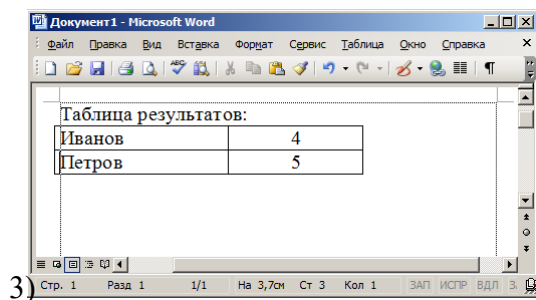 Документ1 - Microsoft Word
Файл Правка Вид Вставка Формат Сервис Таблица Окно Справка
Таблица результатов:
Иванов 4
Петров 5
3)
Стр. 1 Разд 1 1/1 На 3,7см Ст 3 Кол 1 ЗАП ИСПР ВДЛ